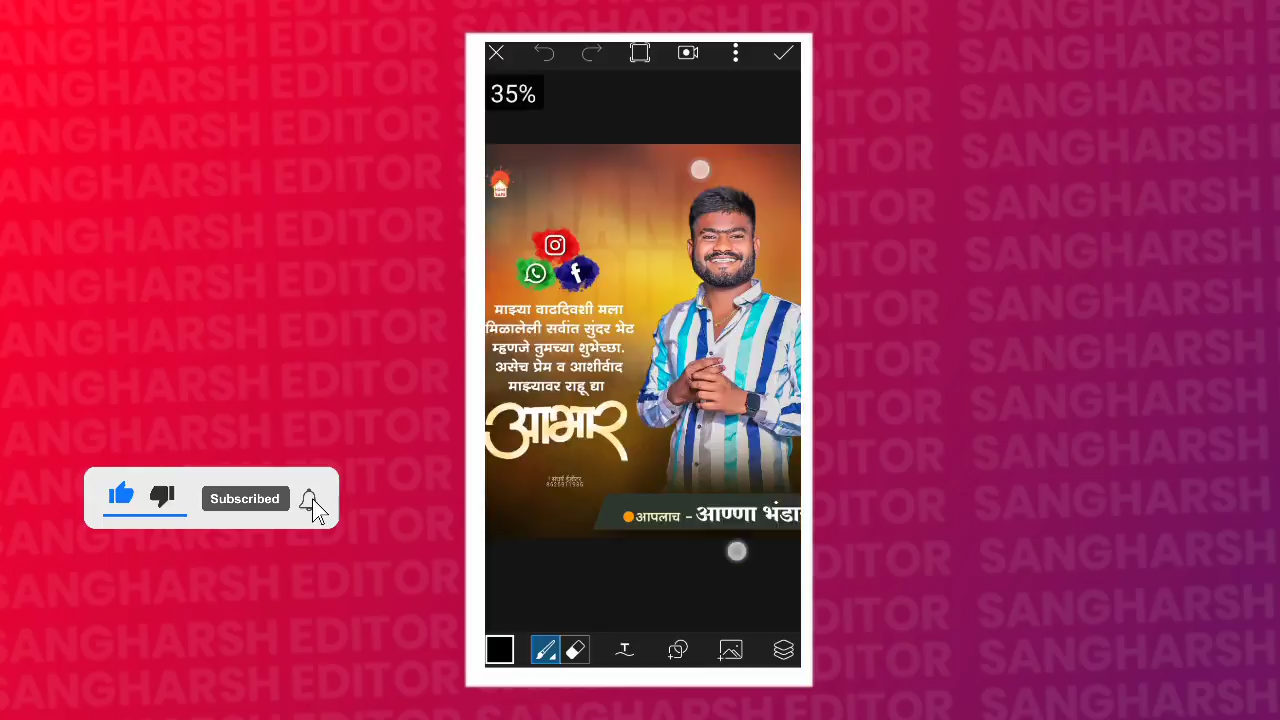 SANGHARSH EDITOR
35%
माझ्या वाढदिवशी मला
मिळालेली सर्वात सुंदर भेट
म्हणजे तुमच्या शुभेच्छा.
असेच प्रेम व आशीर्वाद
माझ्यावर राहू द्या
आभार
आपलाच - आण्णा भंडा
Subscribed